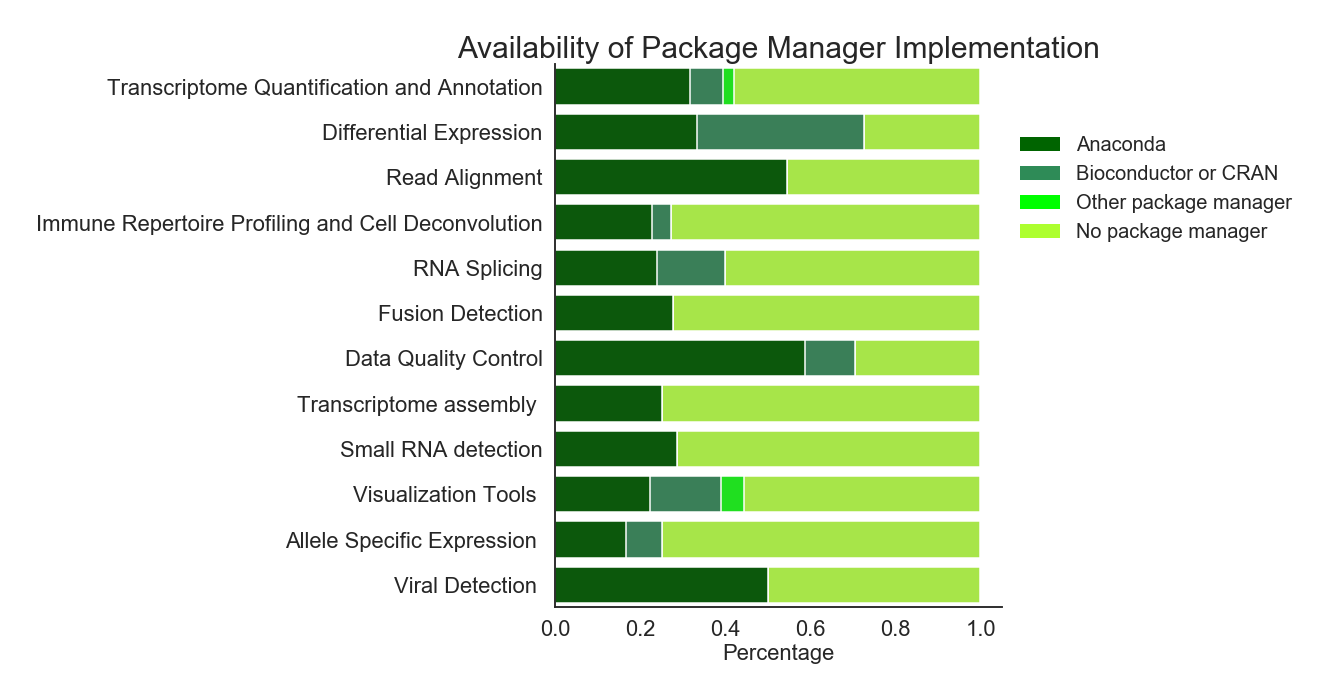 Availability of Package Manager Implementation
Transcriptome Quantification and Annotation
Differential Expression
Read Alignment
Immune Repertoire Profiling and Cell Deconvolution
RNA Splicing
Fusion Detection
Data Quality Control
Transcriptome assembly
Small RNA detection
Visualization Tools
Allele Specific Expression
Viral Detection
0.0 0.2 0.4 0.6 0.8 1.0
Percentage
Anaconda
Bioconductor or CRAN
Other package manager
No package manager